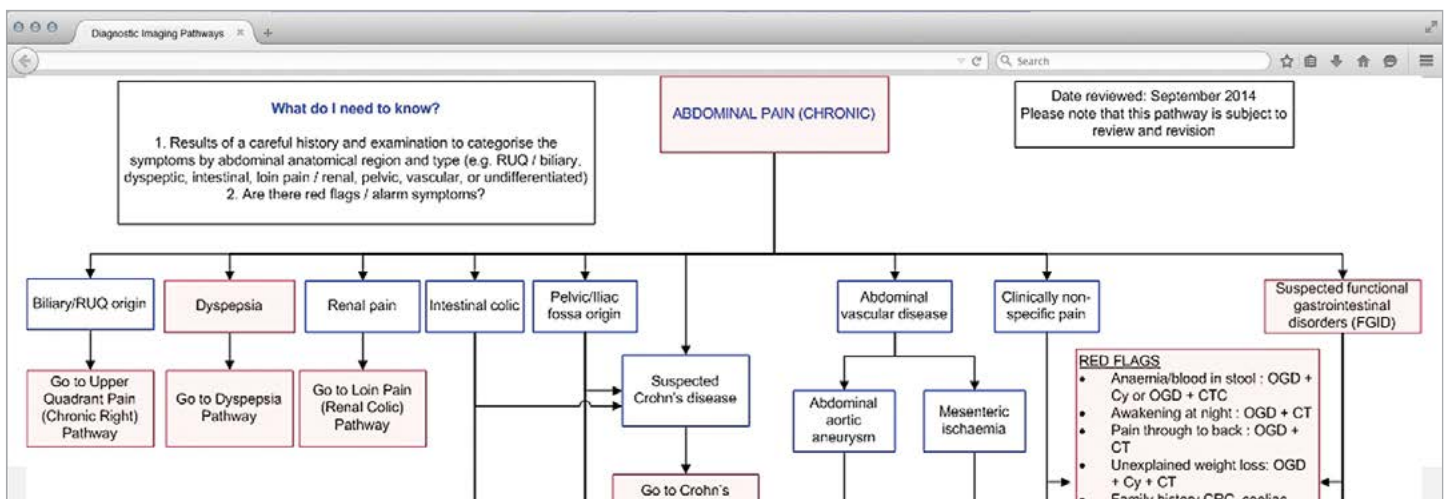 Diagnostic Imaging Pathways
Search
What do I need to know?
1. Results of a careful history and examination to categorise the
symptoms by abdominal anatomical region and type (e.g. RUQ / biliary,
dyspeptic, intestinal, loin pain / renal, pelvic, vascular, or undifferentiated)
2. Are there red flags / alarm symptoms?
ABDOMINAL PAIN (CHRONIC)
Date reviewed: September 2014
Please note that this pathway is subject to
review and revision
Biliary/RUQ origin
Dyspepsia
Renal pain
Intestinal colic
Pelvic/Iliac
fossa origin
Abdominal
vascular disease
Clinically non-
specific pain
Suspected functional
gastrointestinal
disorders (FGID)
Go to Upper
Quadrant Pain
(Chronic Right)
Pathway
Go to Dyspepsia
Pathway
Go to Loin Pain
(Renal Colic)
Pathway
Suspected
Crohn's disease
Abdominal
aortic
aneurysm
Mesenteric
ischaemia
RED FLAGS
• Anaemia/blood in stool : OGD +
Cy or OGD + CTC
• Awakening at night : OGD + CT
• Pain through to back : OGD +
CT
• Unexplained weight loss: OGD
+ Cy + CT
• Family history CRC, coeliac
Go to Crohn's